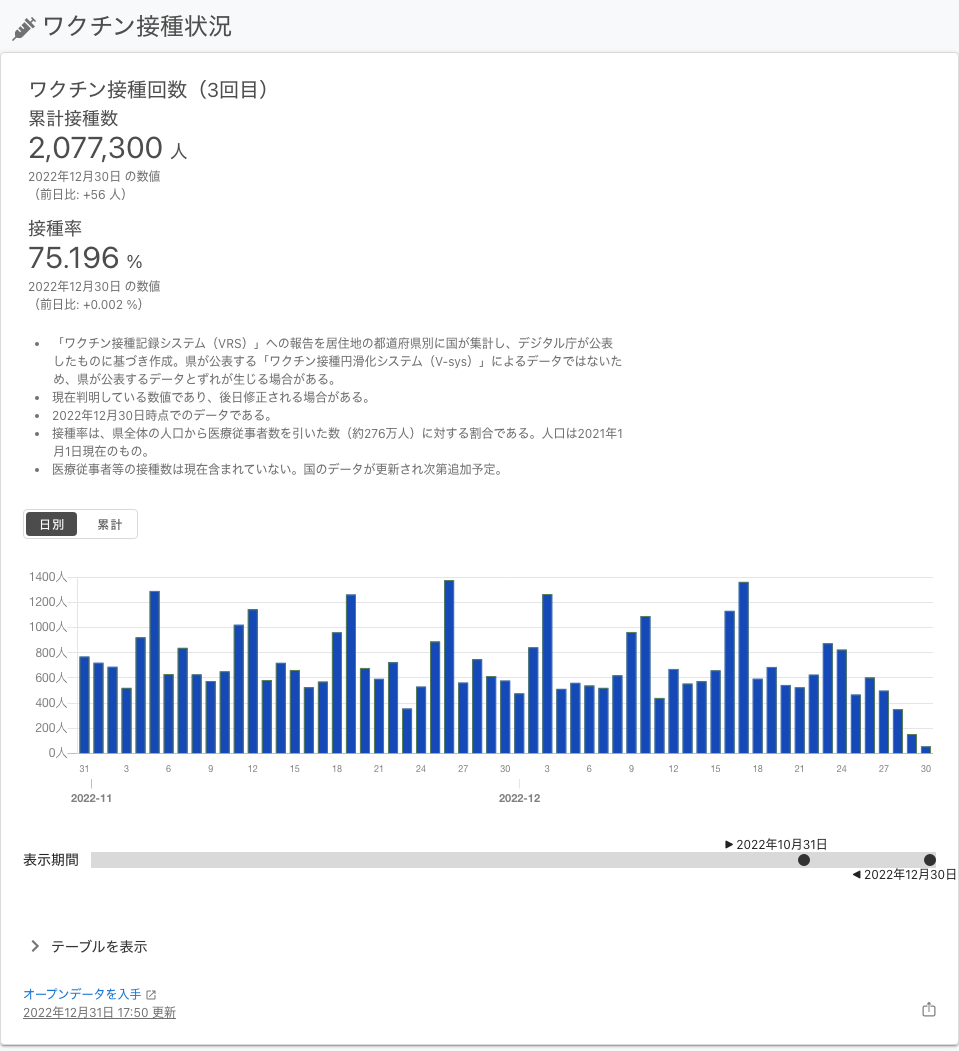 ワクチン接種状況
ワクチン接種回数（3回目）
累計接種数
2,077,300 人
2022年12月30日 の数値
（前日比: +56 人）
接種率
75.196 %
2022年12月30日 の数値
（前日比: +0.002 %）
• 「ワクチン接種記録システム（VRS）」への報告を居住地の都道府県別に国が集計し、デジタル庁が公表
したものに基づき作成。県が公表する「ワクチン接種円滑化システム（V-sys）」によるデータではないた
め、県が公表するデータとずれが生じる場合がある。
• 現在判明している数値であり、後日修正される場合がある。
• 2022年12月30日時点でのデータである。
• 接種率は、県全体の人口から医療従事者数を引いた数（約276万人）に対する割合である。人口は2021年1
月1日現在のもの。
• 医療従事者等の接種数は現在含まれていない。国のデータが更新され次第追加予定。
日別 累計
1400人
1200人
1000人
800人
600人
400人
200人
0人
31 3 6 9 12 15 18 21 24 27 30 3 6 9 12 15 18 21 24 27 30
2022-11 2022-12
▶ 2022年10月31日
表示期間
◀ 2022年12月30日
テーブルを表示
オープンデータを入手
2022年12月31日 17:50 更新